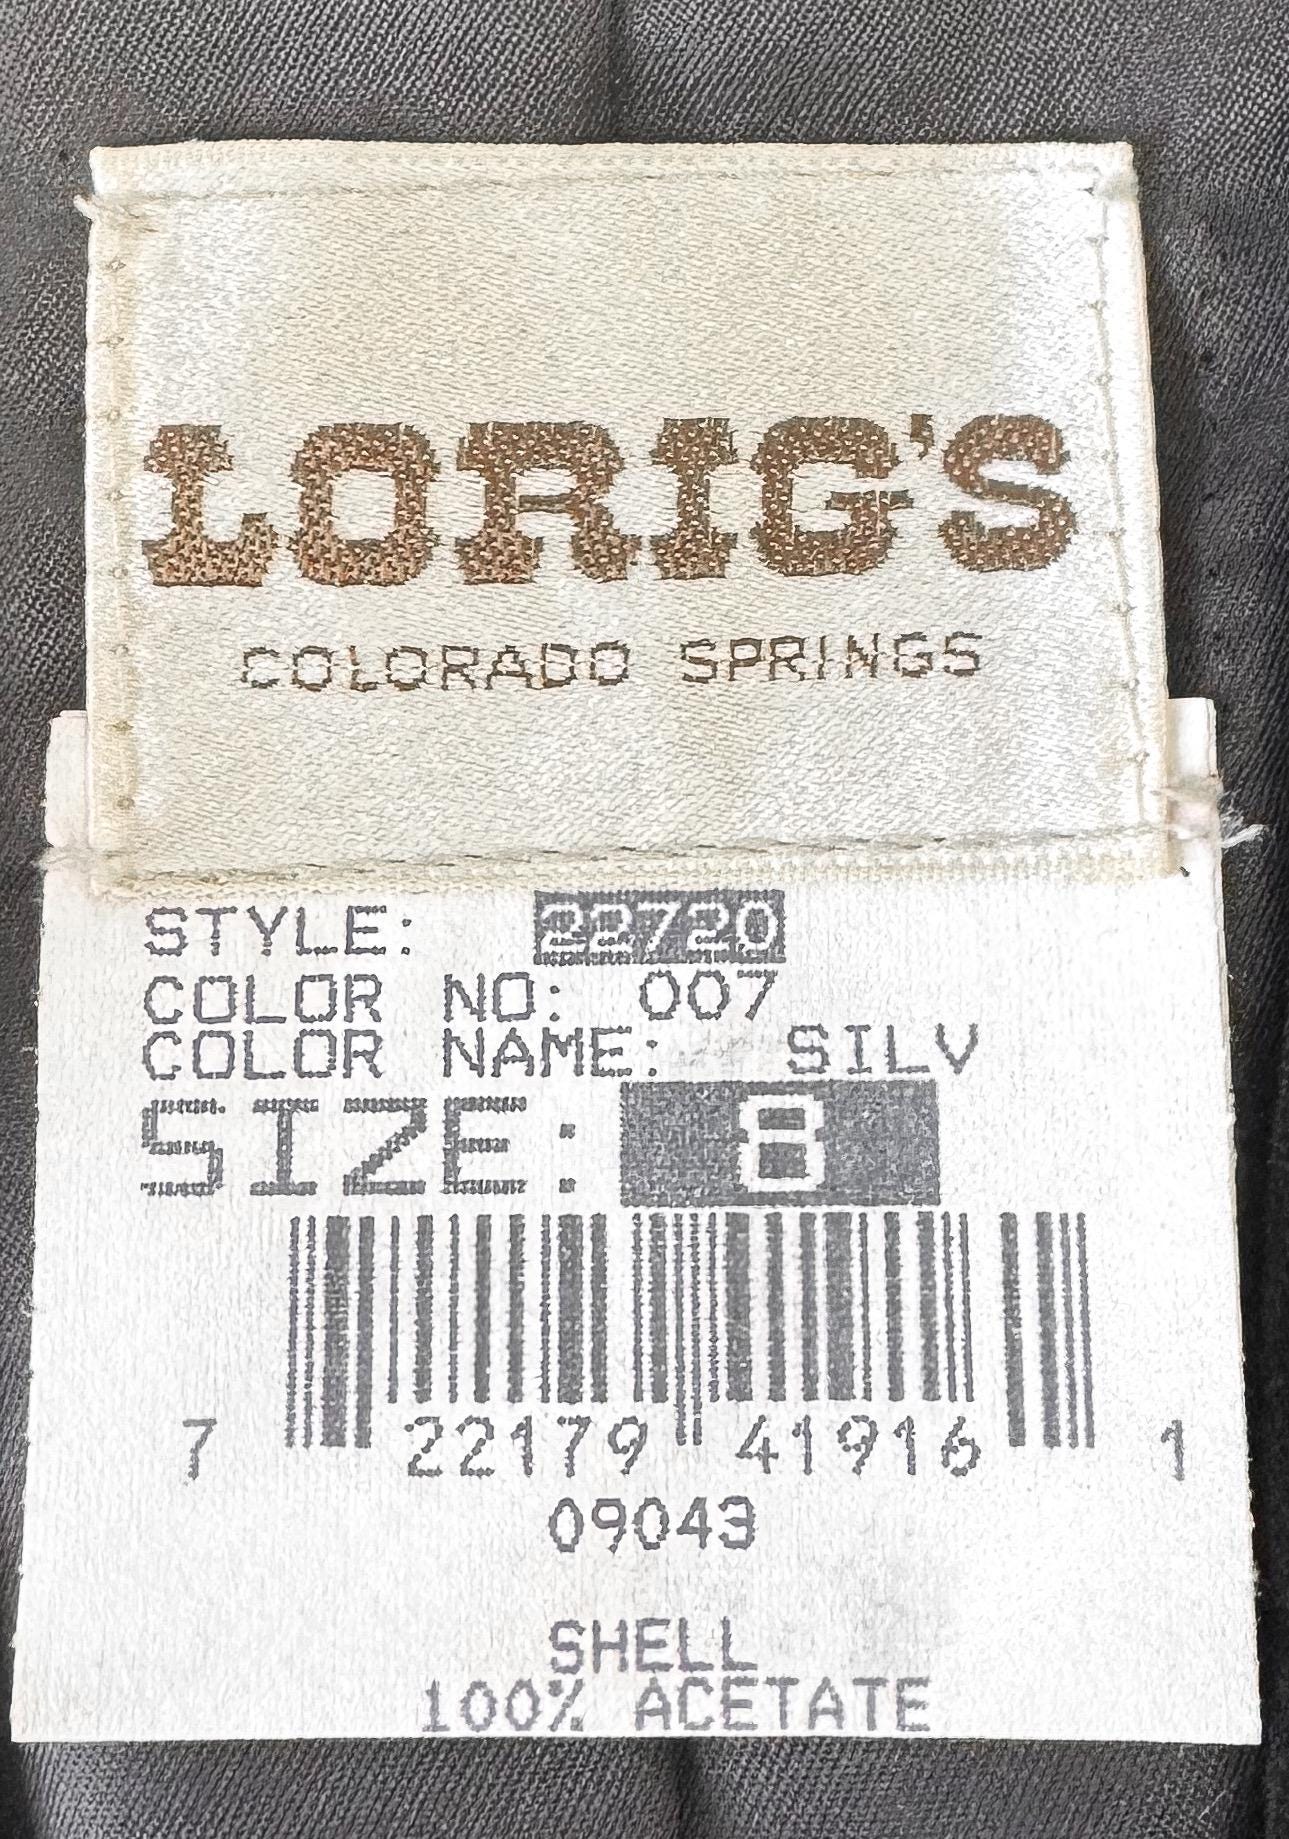 LORIG'S
COLORADO SPRINGS
STYLE: 22720
COLOR NO: 007
COLOR NAME: SILV
SIZE: 8
7 22179 41916 1
09043
SHELL
100% ACETATE